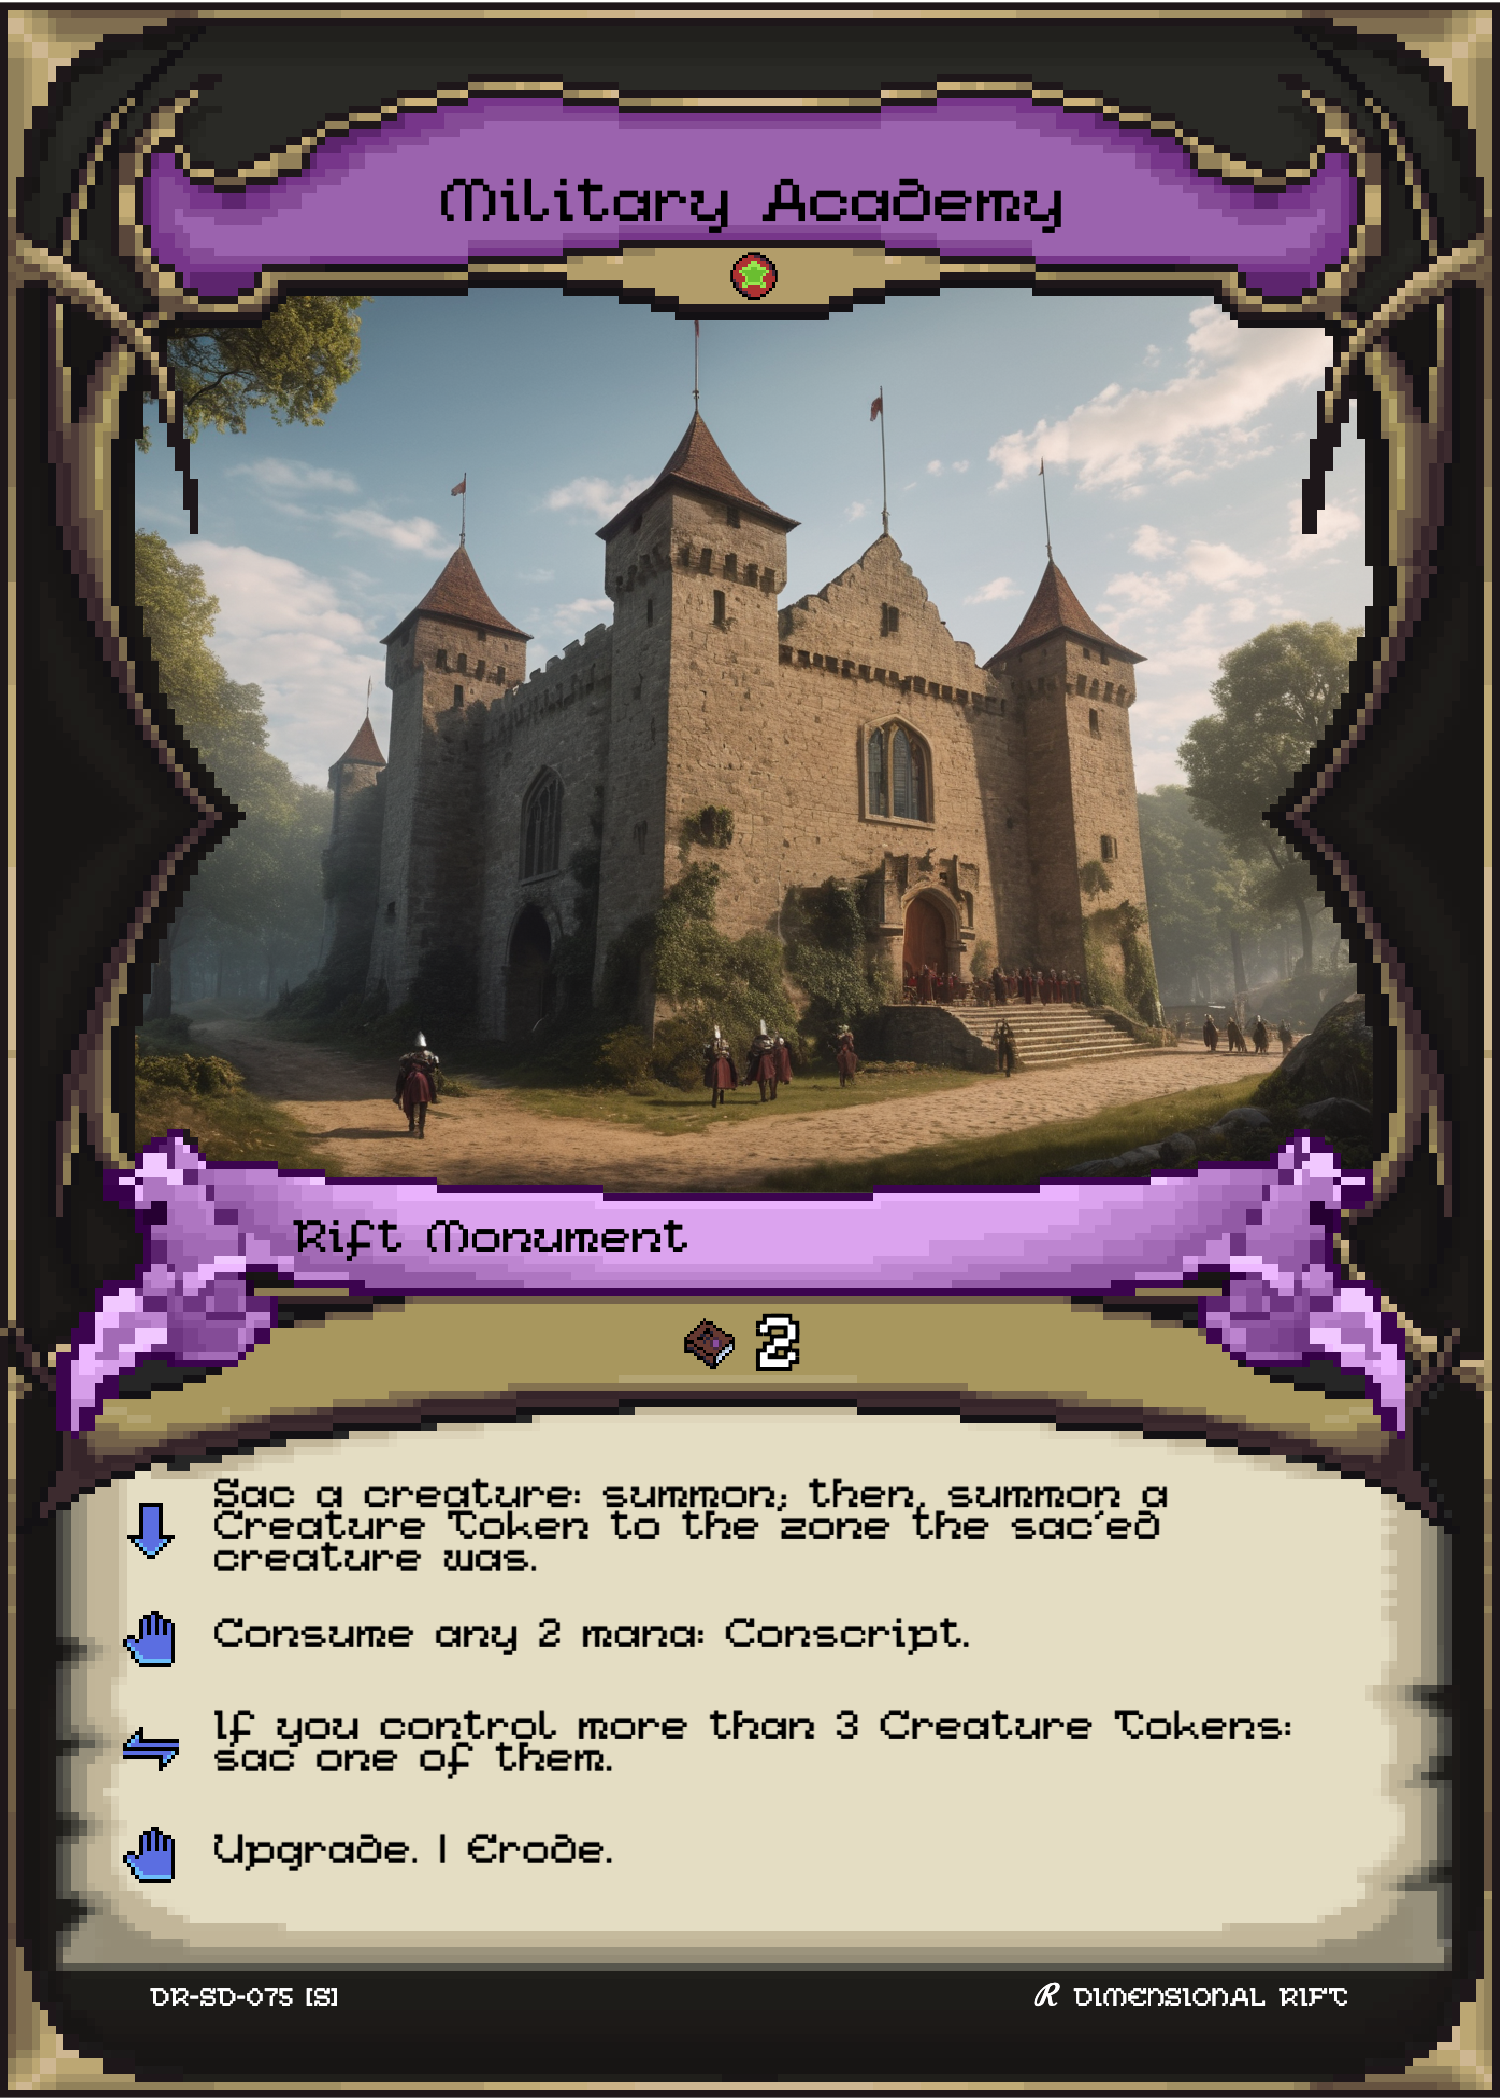 Military Academy
Rift Monument
2
Sac a creature: summon; then, summon a
Creature Token to the zone the sac'ed
creature was.
Consume any 2 mana: Conscript.
If you control more than 3 Creature Tokens:
sac one of them.
Upgrade. | Erode.
DR-SD-075 [S]
R DIMENSIONAL RIFT